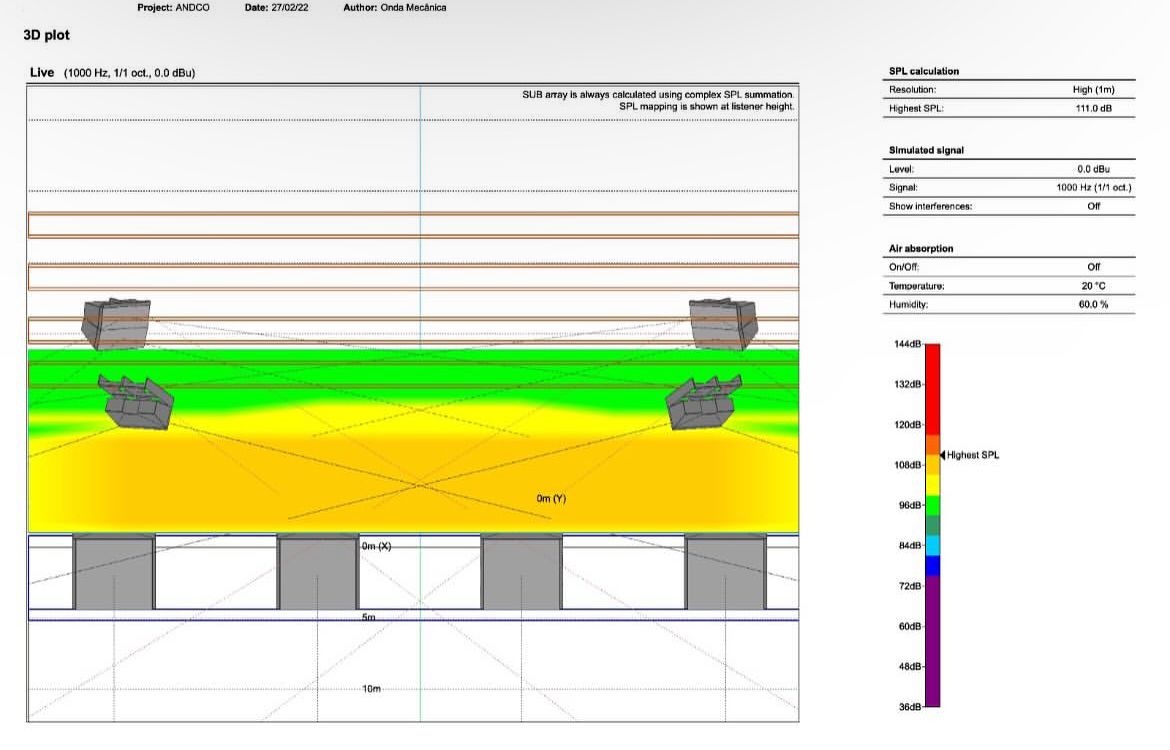 Project: ANDCO Date: 27/02/22 Author: Onda Mecânica
3D plot
Live (1000 Hz, 1/1 oct., 0.0 dBu)
SUB array is always calculated using complex SPL summation.
SPL mapping is shown at listener height.
0m (Y)
0m (X)
5m
10m
SPL calculation
Resolution: High (1m)
Highest SPL: 111.0 dB
Simulated signal
Level: 0.0 dBu
Signal: 1000 Hz (1/1 oct.)
Show interferences: Off
Air absorption
On/Off: Off
Temperature: 20 °C
Humidity: 60.0 %
144dB
132dB
120dB
Highest SPL
108dB
96dB
84dB
72dB
60dB
48dB
36dB